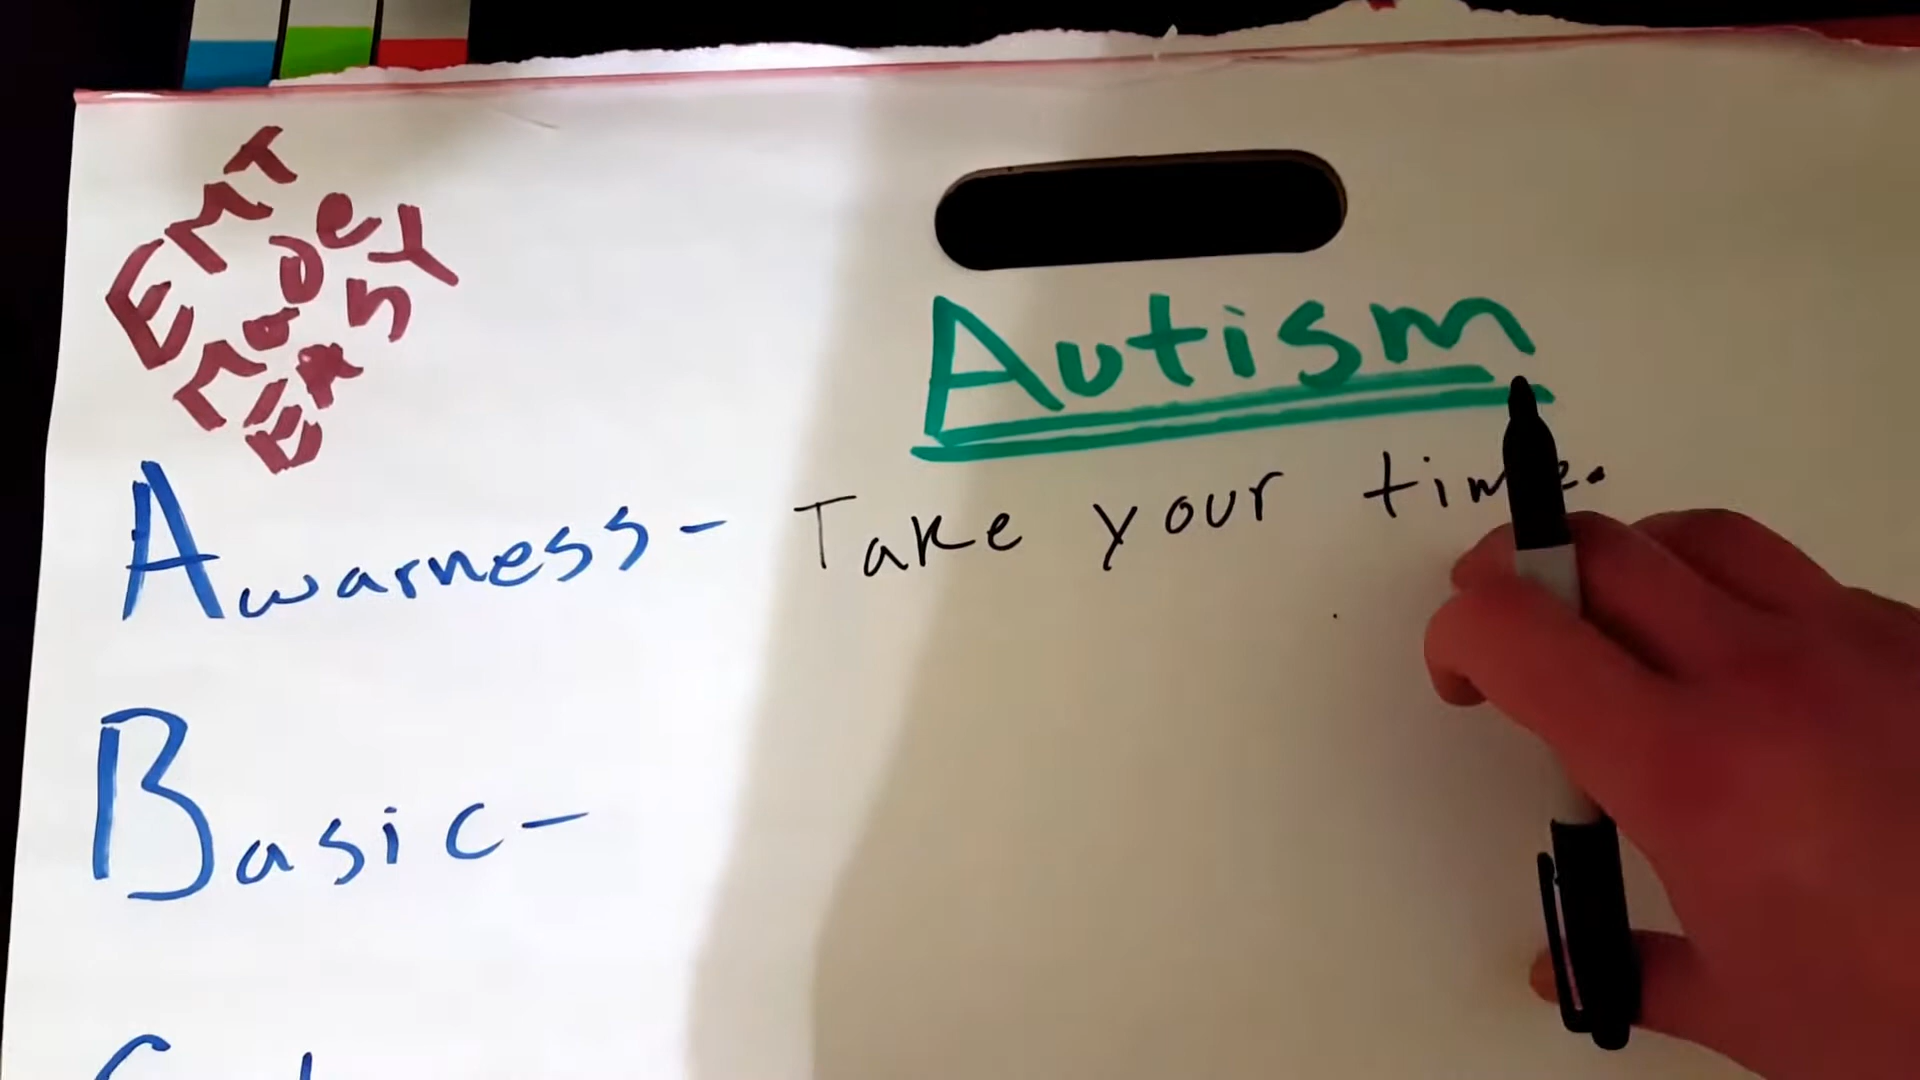 EMT
made
EASY
Autism
Awarness- Take your time.
Basic-